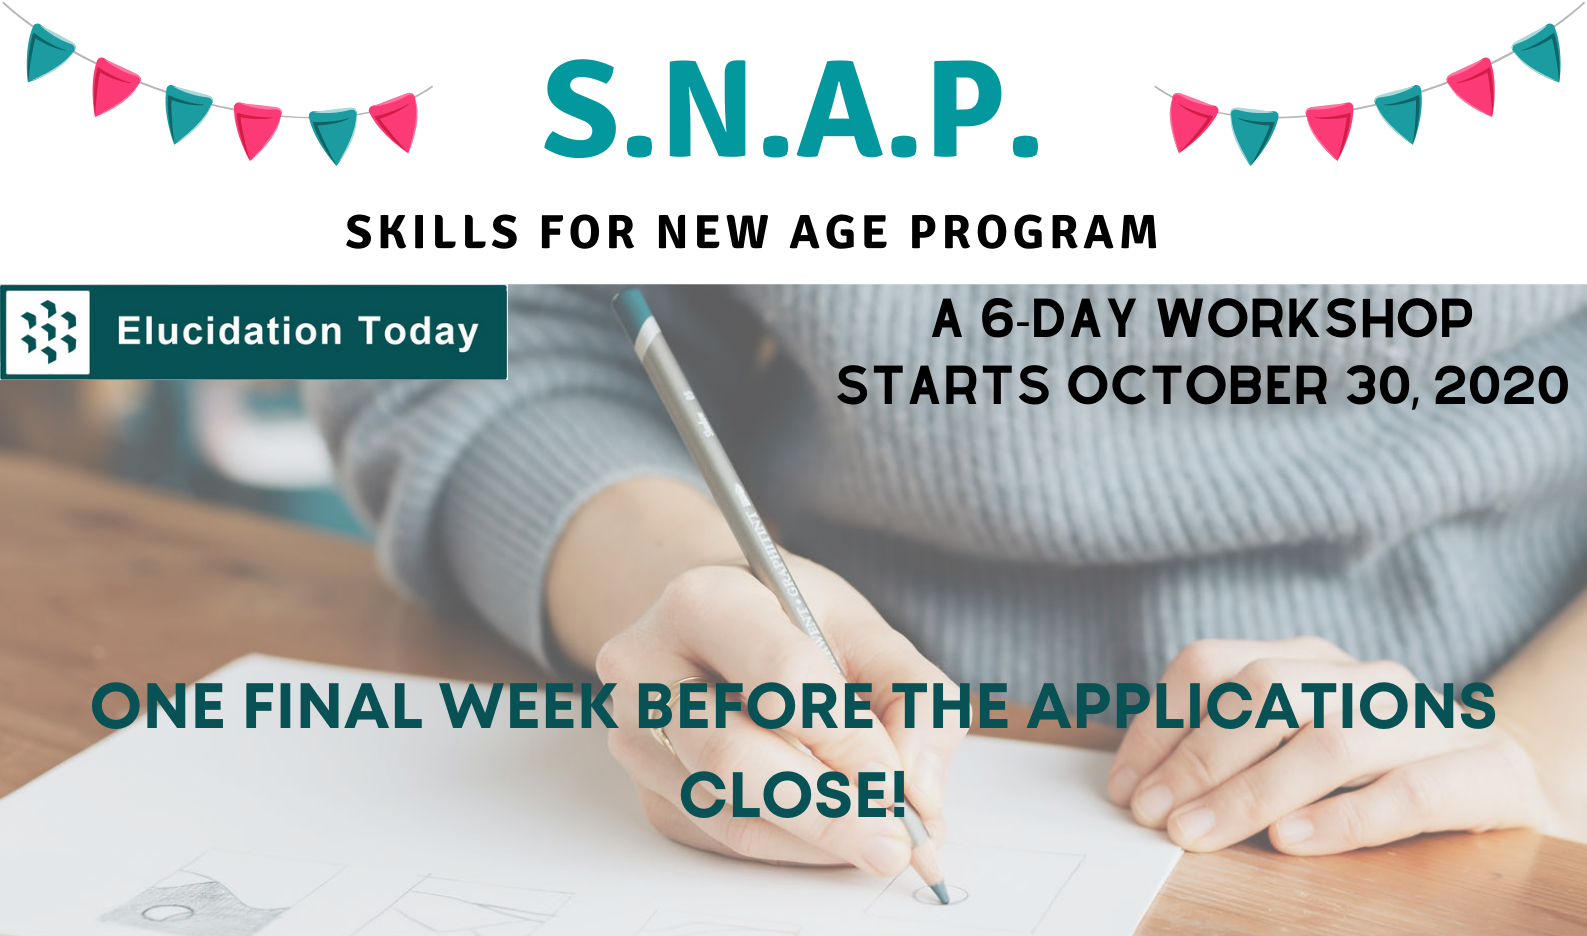 S.N.A.P.
SKILLS FOR NEW AGE PROGRAM
Elucidation Today
A 6-DAY WORKSHOP
STARTS OCTOBER 30, 2020
ONE FINAL WEEK BEFORE THE APPLICATIONS
CLOSE!